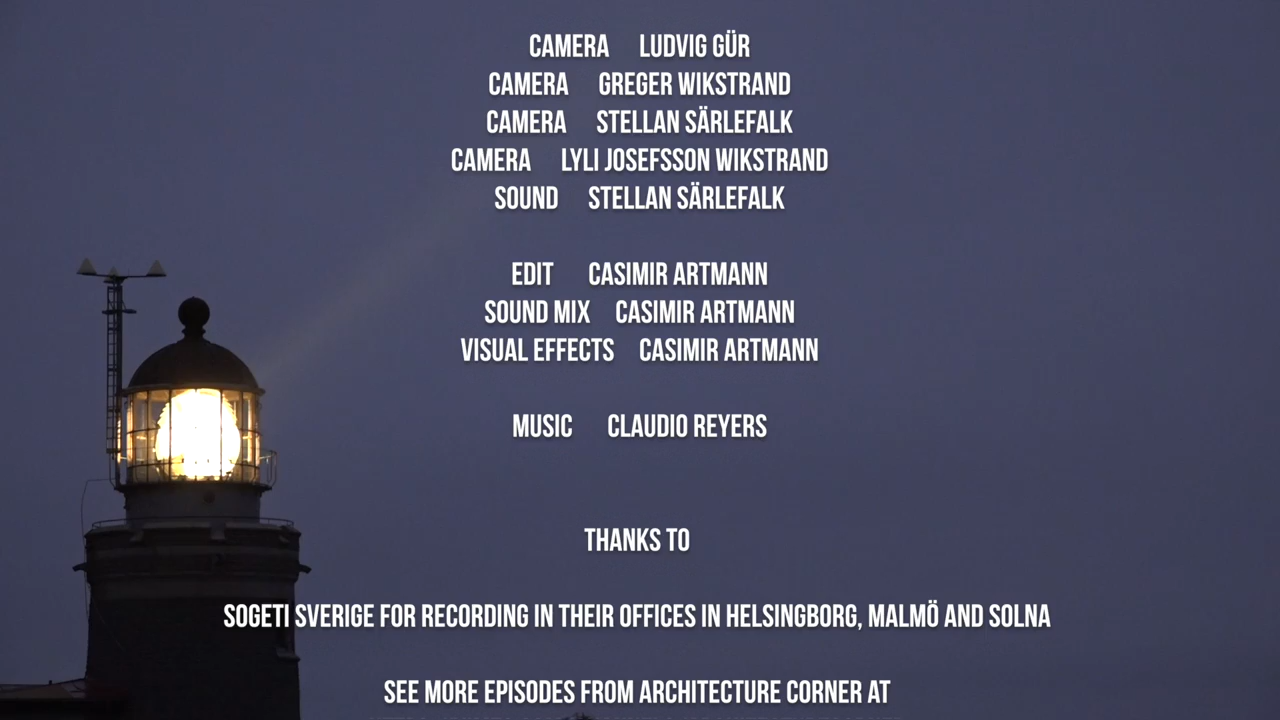 CAMERA LUDVIG GÜR
CAMERA GREGER WIKSTRAND
CAMERA STELLAN SÄRLEFALK
CAMERA LYLI JOSEFSSON WIKSTRAND
SOUND STELLAN SÄRLEFALK
EDIT CASIMIR ARTMANN
SOUND MIX CASIMIR ARTMANN
VISUAL EFFECTS CASIMIR ARTMANN
MUSIC CLAUDIO REYERS
THANKS TO
SOGETI SVERIGE FOR RECORDING IN THEIR OFFICES IN HELSINGBORG, MALMÖ AND SOLNA
SEE MORE EPISODES FROM ARCHITECTURE CORNER AT